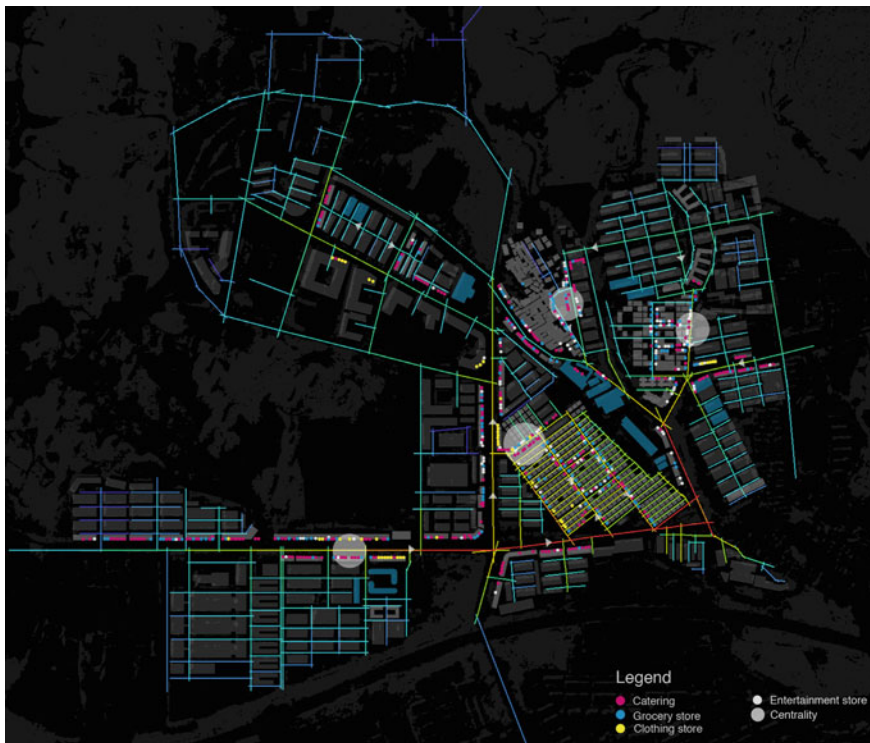 Legend
Catering
Grocery store
Clothing store
Entertainment store
Centrality